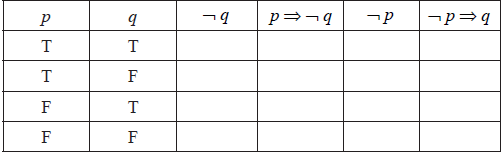 p q ¬ q p ⇒ ¬ q ¬ p ¬ p ⇒ q
T T
T F
F T
F F